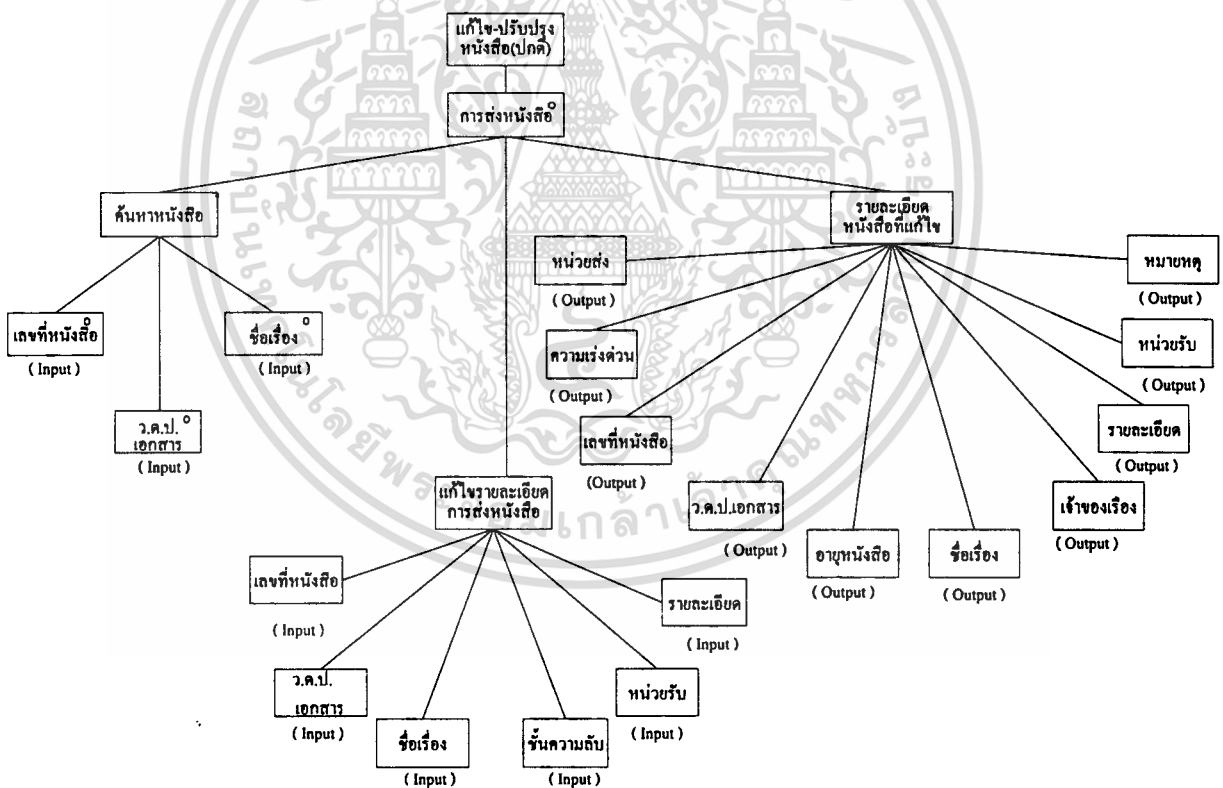 แก้ไข-ปรับปรุง
หนังสือ(ปกติ)
การส่งหนังสือ
ค้นหาหนังสือ
รายละเอียด
หนังสือที่แก้ไข
เลขที่หนังสือ
( Input )
ว.ด.ป.
เอกสาร
( Input )
ชื่อเรื่อง
( Input )
แก้ไขรายละเอียด
การส่งหนังสือ
เลขที่หนังสือ
( Input )
ว.ด.ป.
เอกสาร
( Input )
ชื่อเรื่อง
( Input )
ชั้นความลับ
( Input )
หน่วยรับ
( Input )
รายละเอียด
( Input )
หน่วยส่ง
( Output )
ความเร่งด่วน
( Output )
เลขที่หนังสือ
(Output )
ว.ด.ป.เอกสาร
( Output )
อายุหนังสือ
( Output )
ชื่อเรื่อง
( Output )
เจ้าของเรื่อง
( Output )
รายละเอียด
( Output )
หน่วยรับ
( Output )
หมายเหตุ
( Output )